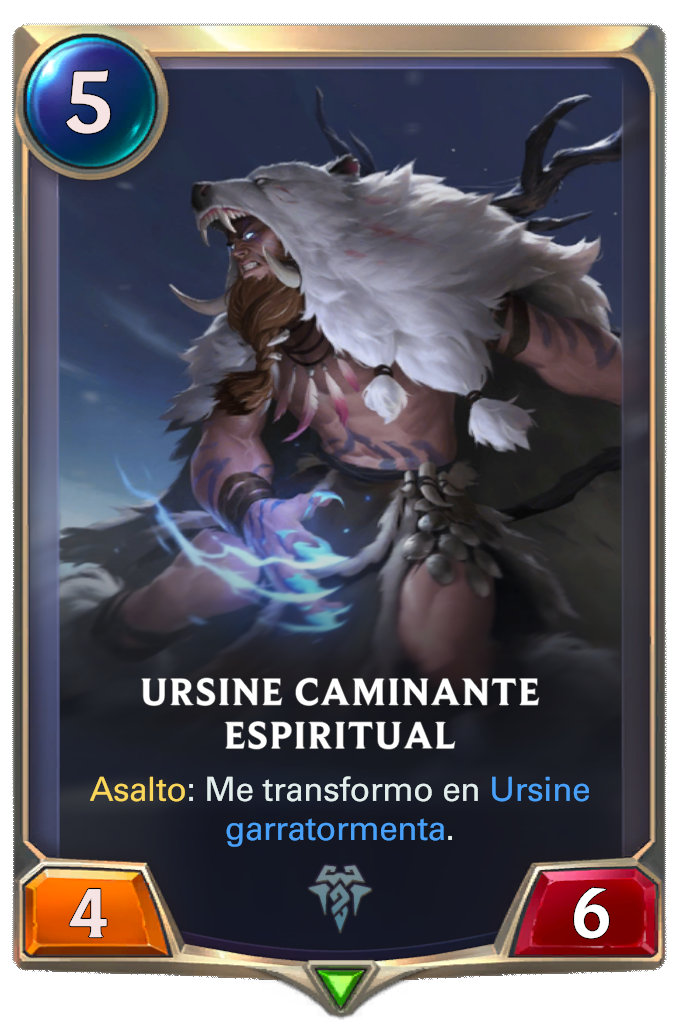 5
URSINE CAMINANTE
ESPIRITUAL
Asalto: Me transformo en Ursine
garratormenta.
4
6